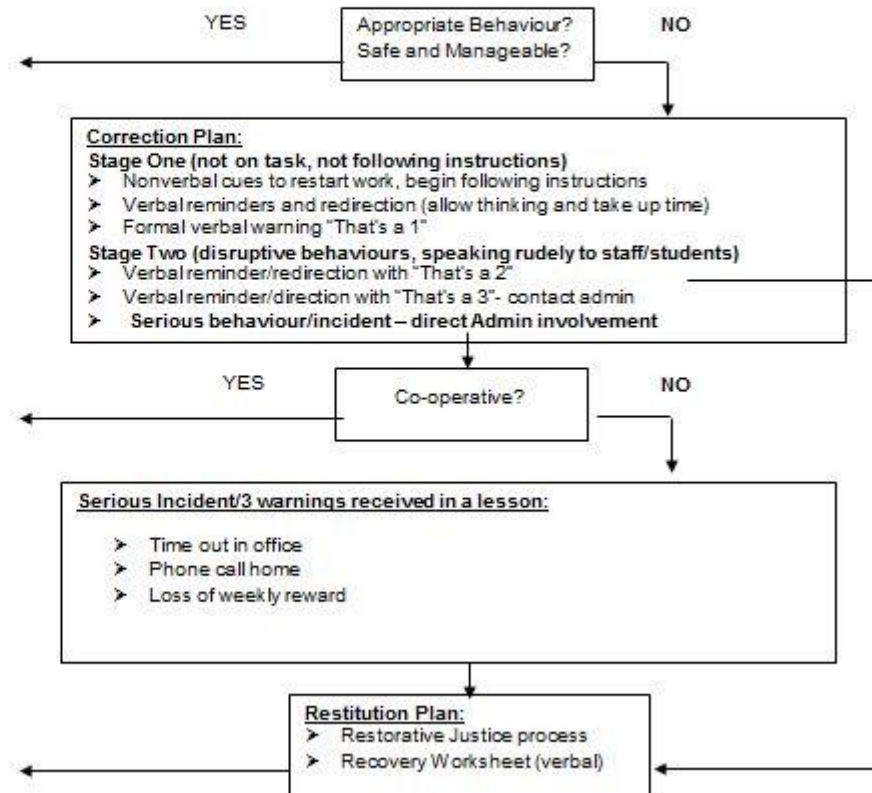 YES
Appropriate Behaviour?
NO
Safe and Manageable?
Correction Plan:
Stage One (not on task, not following instructions)
➤ Nonverbal cues to restart work, begin following instructions
➤ Verbal reminders and redirection (allow thinking and take up time)
➤ Formal verbal warning “That's a 1”
Stage Two (disruptive behaviours, speaking rudely to staff/students)
➤ Verbal reminder/redirection with “That's a 2”
➤ Verbal reminder/direction with “That's a 3”- contact admin
➤ Serious behaviour/incident – direct Admin involvement
YES
Co-operative?
NO
Serious Incident/3 warnings received in a lesson:
➤ Time out in office
➤ Phone call home
➤ Loss of weekly reward
Restitution Plan:
➤ Restorative Justice process
➤ Recovery Worksheet (verbal)